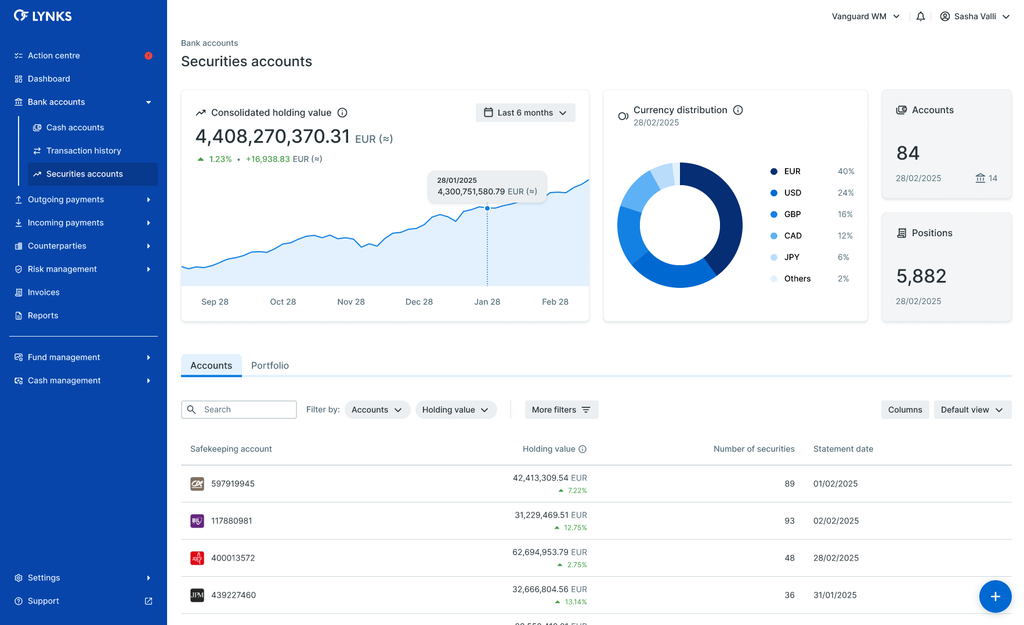 LYNKS
Vanguard WM
Sasha Valli
Action centre
Dashboard
Bank accounts
Cash accounts
Transaction history
Securities accounts
Outgoing payments
Incoming payments
Counterparties
Risk management
Invoices
Reports
Fund management
Cash management
Settings
Support
Bank accounts
Securities accounts
Consolidated holding value
Last 6 months
4,408,270,370.31 EUR (≈)
1.23% • +16,938.83 EUR (≈)
28/01/2025
4,300,751,580.79 EUR (≈)
Sep 28 Oct 28 Nov 28 Dec 28 Jan 28 Feb 28
Currency distribution
28/02/2025
EUR 40%
USD 24%
GBP 16%
CAD 12%
JPY 6%
Others 2%
Accounts
84
28/02/2025 14
Positions
5,882
28/02/2025
Accounts Portfolio
Search Filter by: Accounts Holding value More filters Columns Default view
Safekeeping account Holding value Number of securities Statement date
597919945 42,413,309.54 EUR 89 01/02/2025
7.22%
117880981 31,229,469.51 EUR 93 02/02/2025
12.75%
400013572 62,694,953.79 EUR 48 28/02/2025
2.75%
JPM 439227460 32,666,804.56 EUR 36 31/01/2025
13.14%